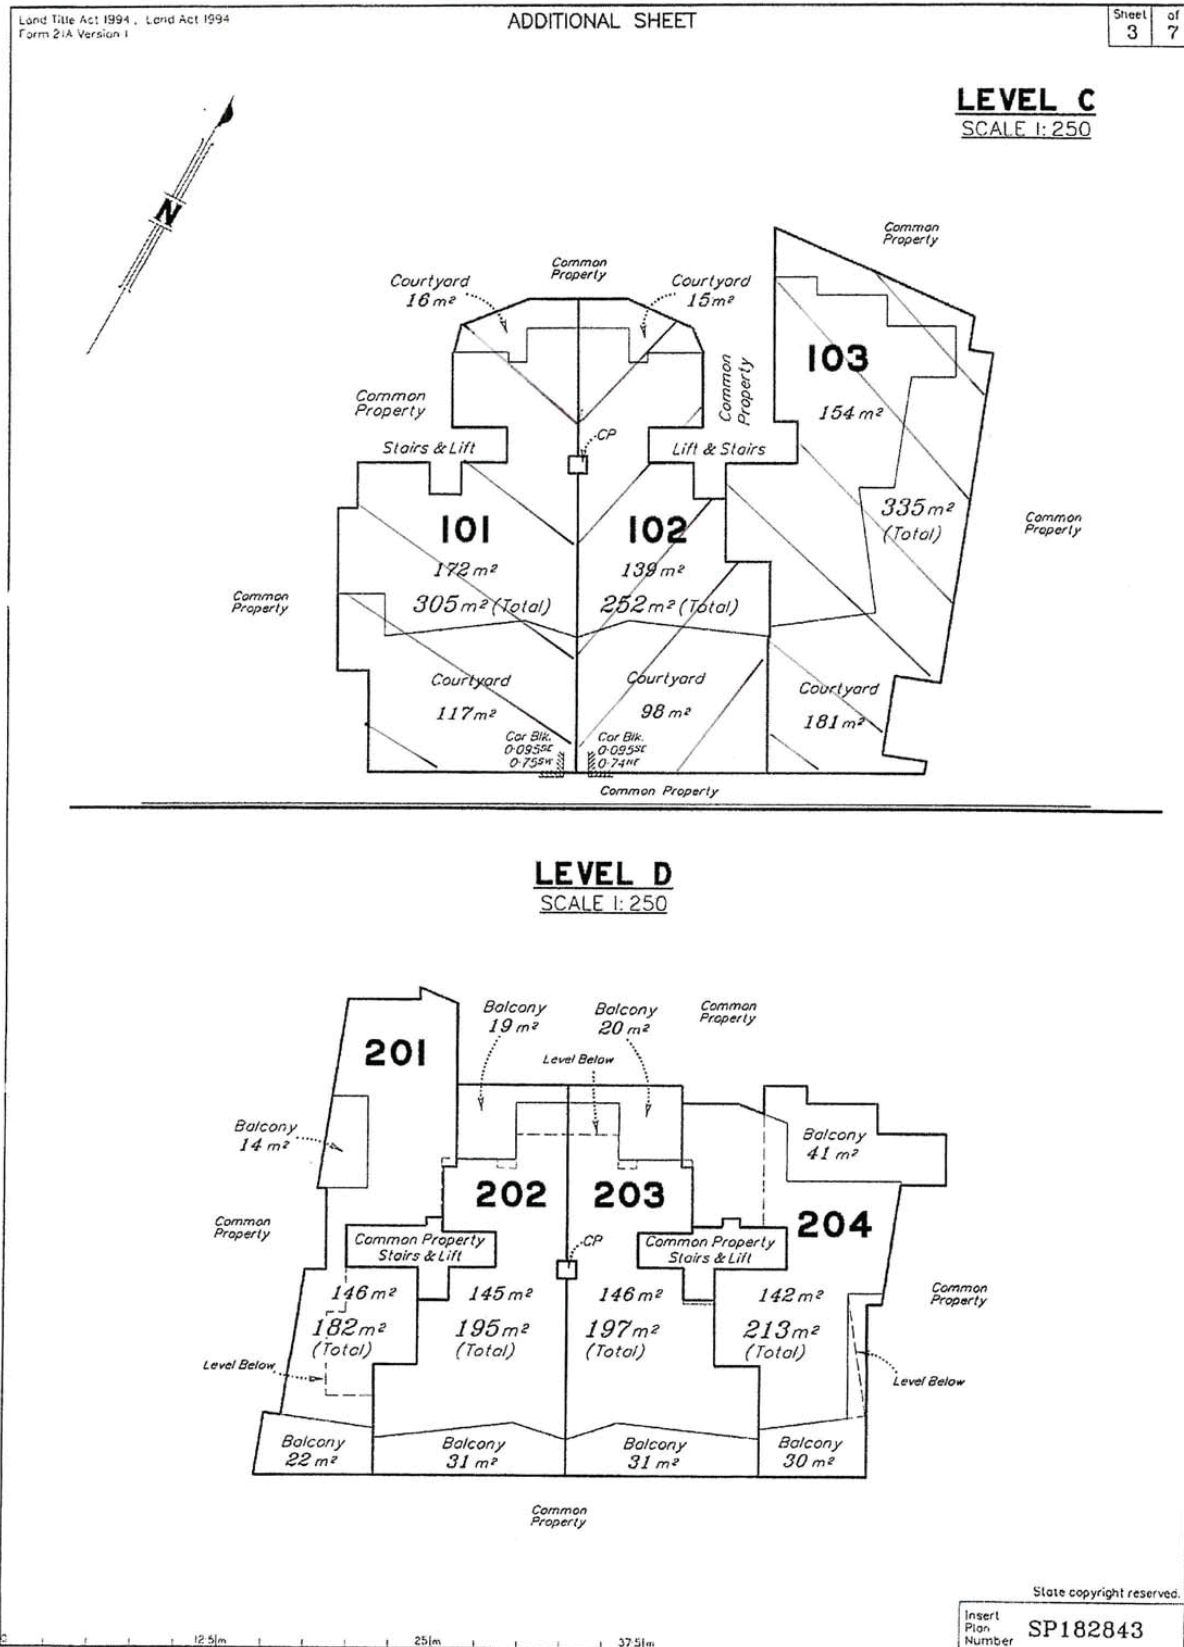 Land Title Act 1994, Land Act 1994
Form 21A Version 1
ADDITIONAL SHEET
Sheet of
3 7
LEVEL C
SCALE 1:250
N
Common
Property
Common
Property
Courtyard
16 m²
Courtyard
15 m²
103
154 m²
Common
Property
Common
Property
CP
Stairs & Lift
Lift & Stairs
335 m²
(Total)
Common
Property
101
172 m²
305 m² (Total)
102
139 m²
252 m² (Total)
Common
Property
Courtyard
117 m²
Courtyard
98 m²
Courtyard
181 m²
Cor Blk.
0·095SE
0·75SW
Cor Blk.
0·095SE
0·74NE
Common Property
LEVEL D
SCALE 1:250
201
Balcony
19 m²
Balcony
20 m²
Common
Property
Level Below
Balcony
14 m²
Balcony
41 m²
202
203
204
Common
Property
Common Property
Stairs & Lift
CP
Common Property
Stairs & Lift
146 m²
182 m²
(Total)
145 m²
195 m²
(Total)
146 m²
197 m²
(Total)
142 m²
213 m²
(Total)
Common
Property
Level Below
Level Below
Balcony
22 m²
Balcony
31 m²
Balcony
31 m²
Balcony
30 m²
Common
Property
State copyright reserved.
Insert
Plan
Number
SP182843
0 12·5|m 25|m 37·5|m